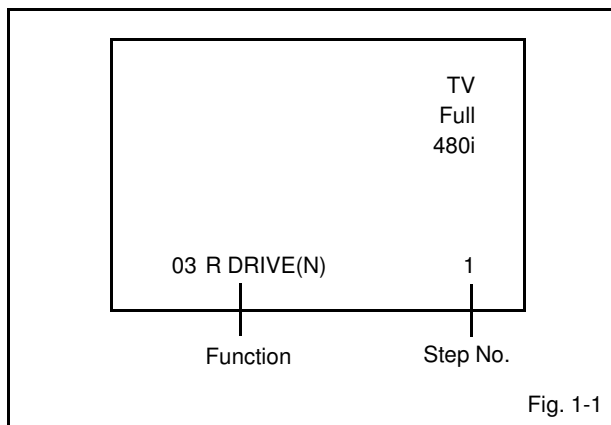 TV
Full
480i
03 R DRIVE(N) 1
Function Step No.
Fig. 1-1